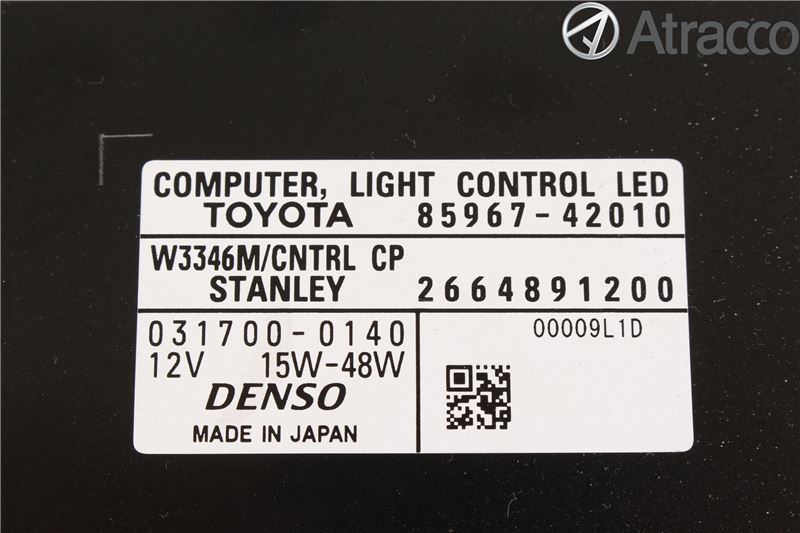 Atracco
COMPUTER, LIGHT CONTROL LED
TOYOTA 85967-42010
W3346M/CNTRL CP
STANLEY 2664891200
031700-0140
12V 15W-48W
DENSO
MADE IN JAPAN
00009L1D